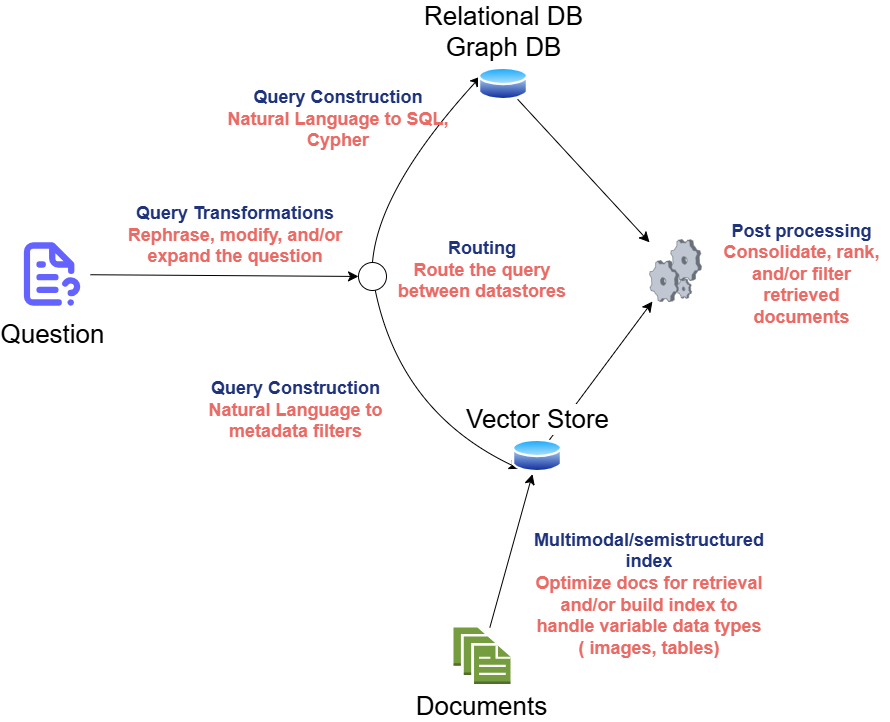 Relational DB
Graph DB
Query Construction
Natural Language to SQL,
Cypher
Query Transformations
Rephrase, modify, and/or
expand the question
Routing
Route the query
between datastores
Post processing
Consolidate, rank,
and/or filter
retrieved
documents
Question
Query Construction
Natural Language to
metadata filters
Vector Store
Multimodal/semistructured
index
Optimize docs for retrieval
and/or build index to
handle variable data types
( images, tables)
Documents